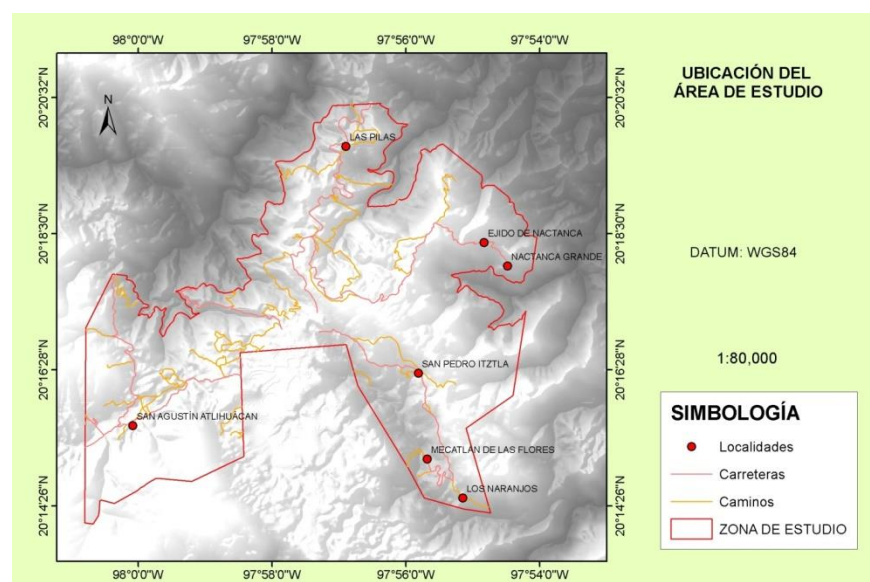 98°0'0"W 97°58'0"W 97°56'0"W 97°54'0"W
UBICACIÓN DEL
ÁREA DE ESTUDIO
N
20°20'32"N 20°20'32"N
LAS PILAS
20°18'30"N 20°18'30"N
EJIDO DE NACTANCA
NACTANCA GRANDE
DATUM: WGS84
20°16'28"N 20°16'28"N
SAN PEDRO ITZTLA
1:80,000
SAN AGUSTÍN ATLIHUÁCAN
MECATLÁN DE LAS FLORES
LOS NARANJOS
20°14'26"N 20°14'26"N
98°0'0"W 97°58'0"W 97°56'0"W 97°54'0"W
SIMBOLOGÍA
Localidades
Carreteras
Caminos
ZONA DE ESTUDIO